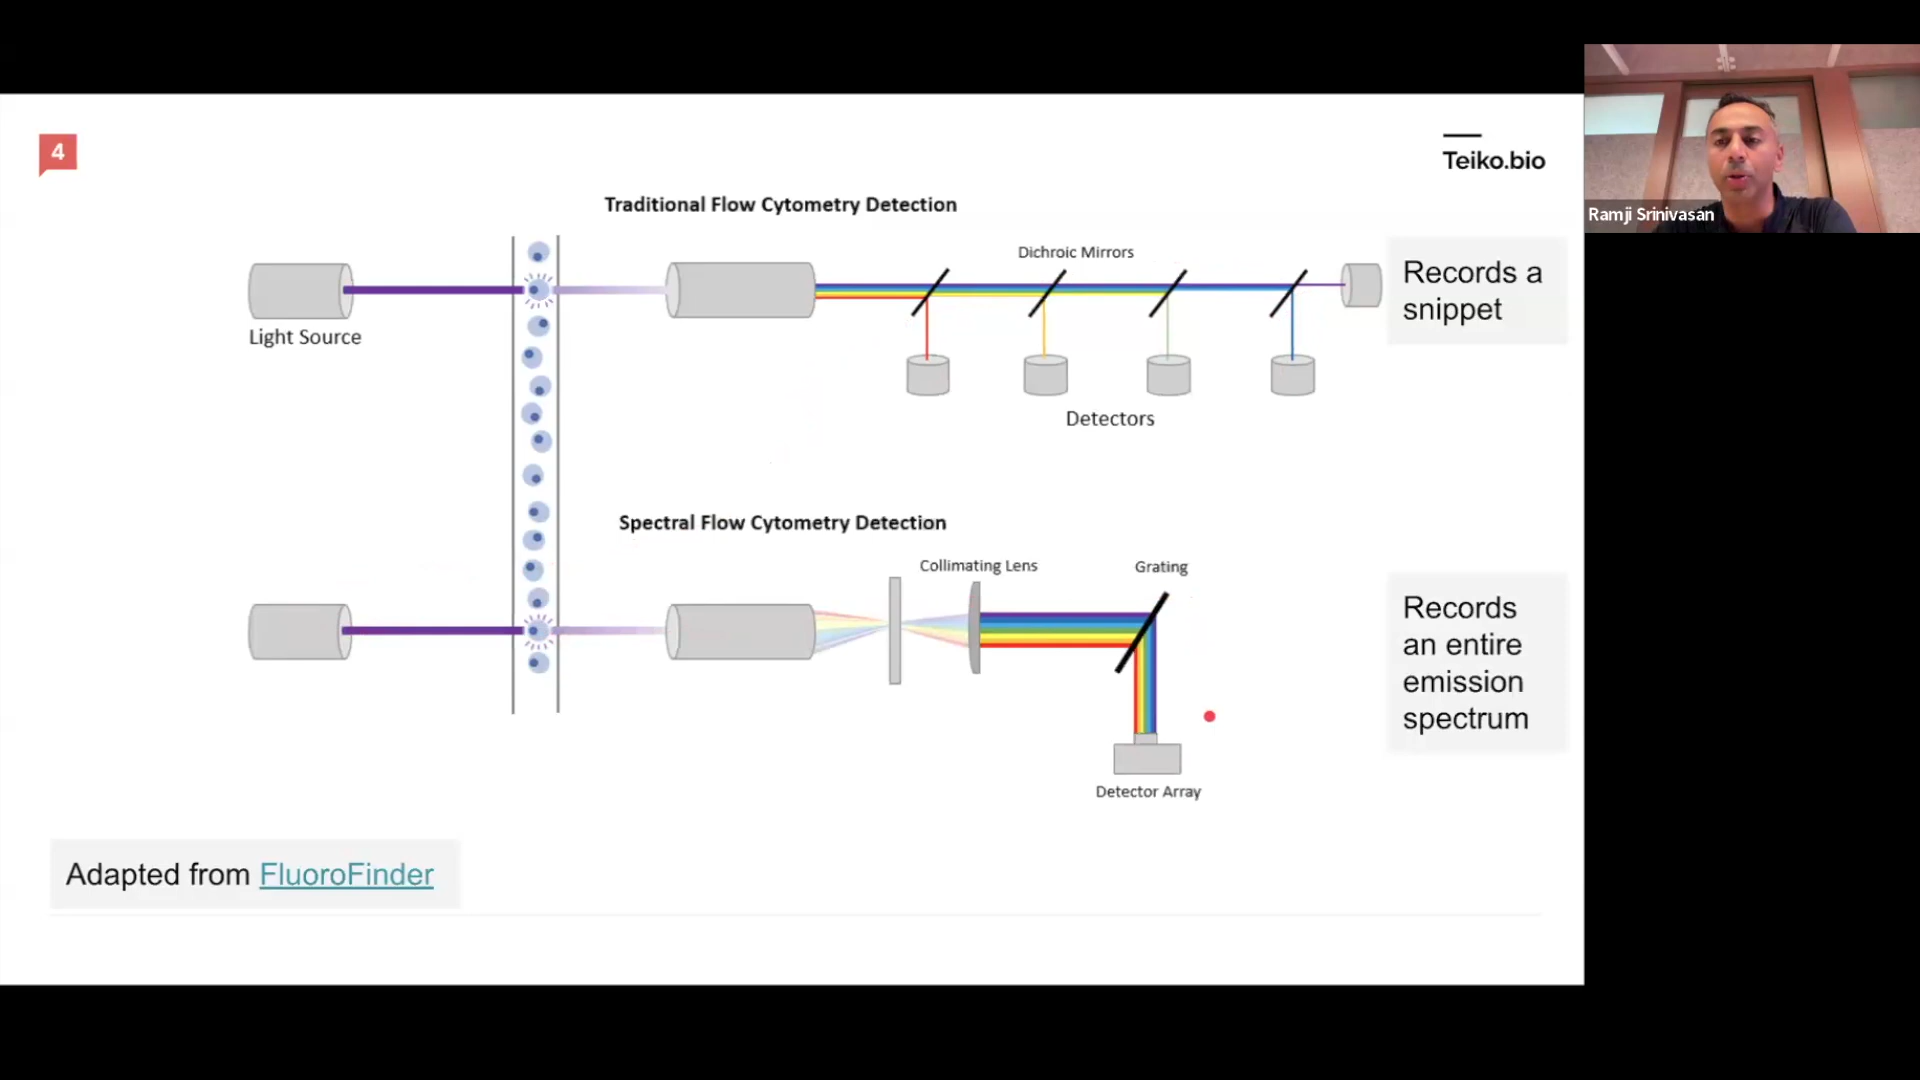 4
Teiko.bio
Ramji Srinivasan
Traditional Flow Cytometry Detection
Dichroic Mirrors
Light Source
Detectors
Records a
snippet
Spectral Flow Cytometry Detection
Collimating Lens
Grating
Detector Array
Records
an entire
emission
spectrum
Adapted from FluoroFinder